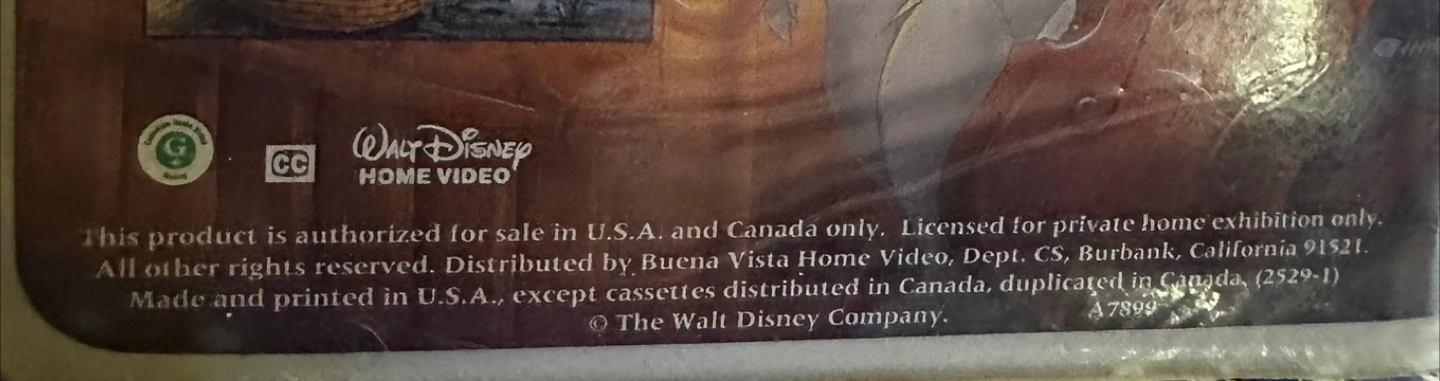 G
CC
WALT DISNEY
HOME VIDEO
This product is authorized for sale in U.S.A. and Canada only. Licensed for private home exhibition only.
All other rights reserved. Distributed by Buena Vista Home Video, Dept. CS, Burbank, California 91521.
Made and printed in U.S.A., except cassettes distributed in Canada, duplicated in Canada, (2529-1)
A7899
© The Walt Disney Company.